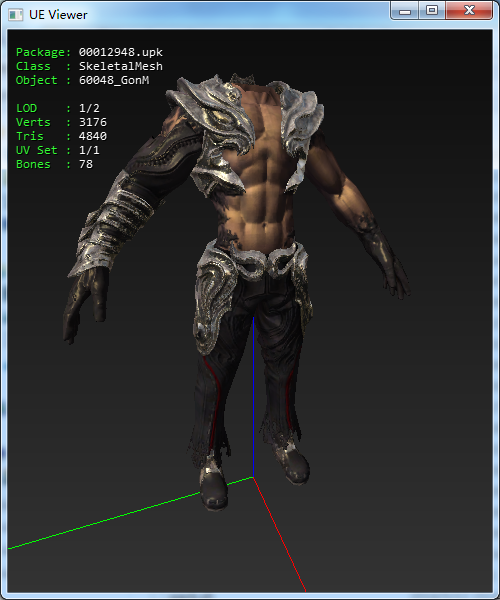 UE Viewer
Package: 00012948.upk
Class  : SkeletalMesh
Object : 60048_GonM
LOD    : 1/2
Verts  : 3176
Tris   : 4840
UV Set : 1/1
Bones  : 78